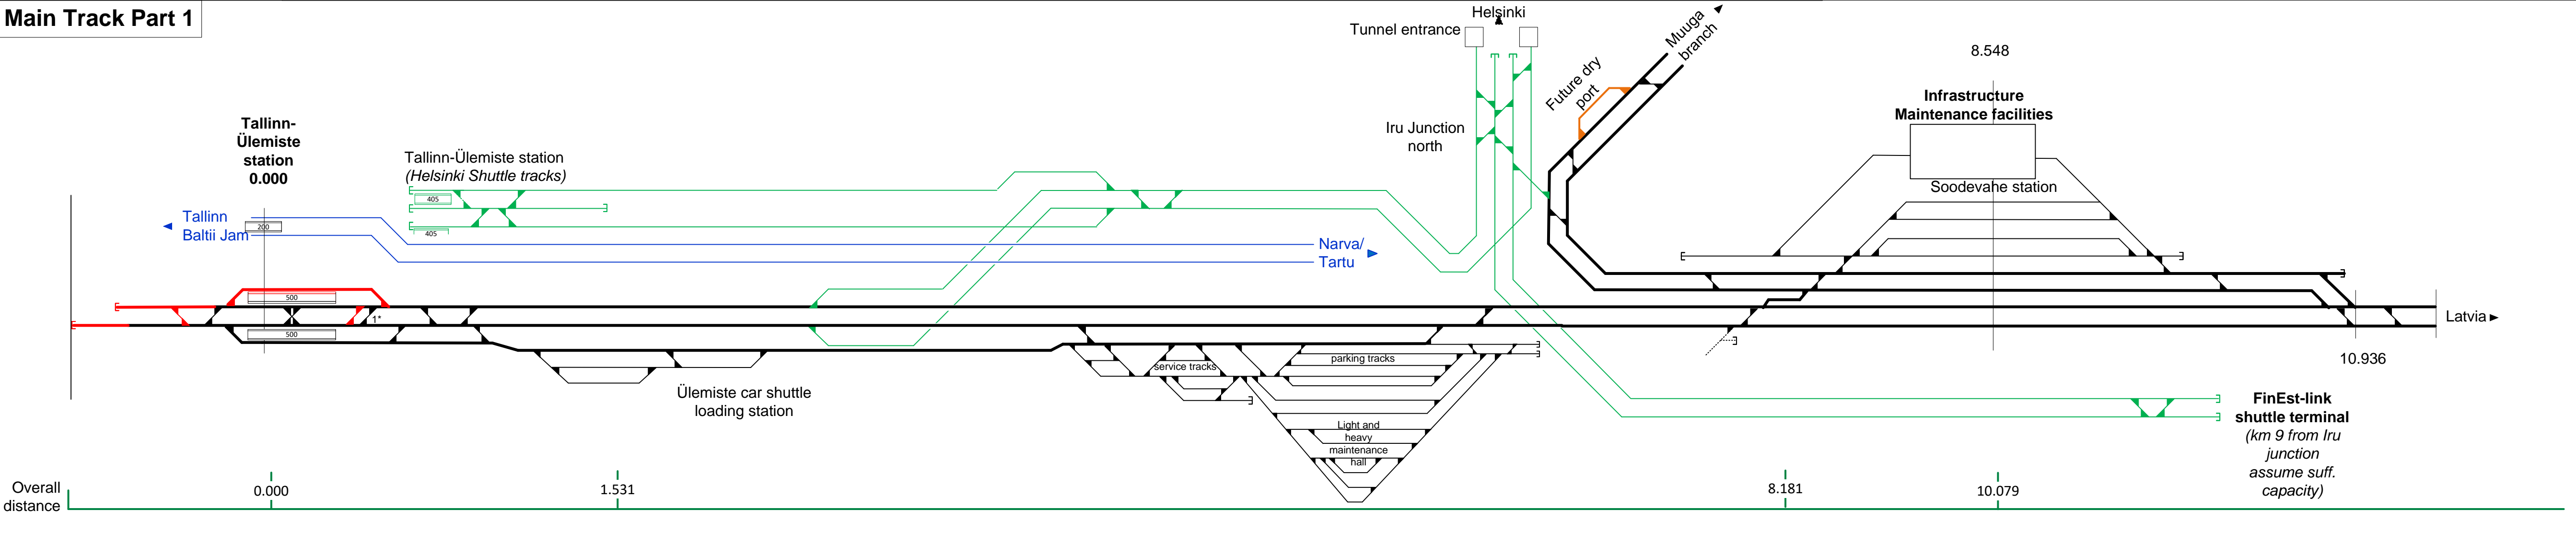 Main Track Part 1
Helsinki
Tunnel entrance
Muuga
branch
8.548
Future dry
port
Infrastructure
Maintenance facilities
Tallinn-
Ülemiste
station
0.000
Iru Junction
north
Tallinn-Ülemiste station
(Helsinki Shuttle tracks)
Soodevahe station
405
405
Tallinn
Baltii Jam
200
Narva/
Tartu
500
1*
500
Latvia
10.936
service tracks
parking tracks
Ülemiste car shuttle
loading station
Light and
heavy
maintenance
hall
FinEst-link
shuttle terminal
(km 9 from Iru
junction
assume suff.
capacity)
Overall
distance
0.000
1.531
8.181
10.079